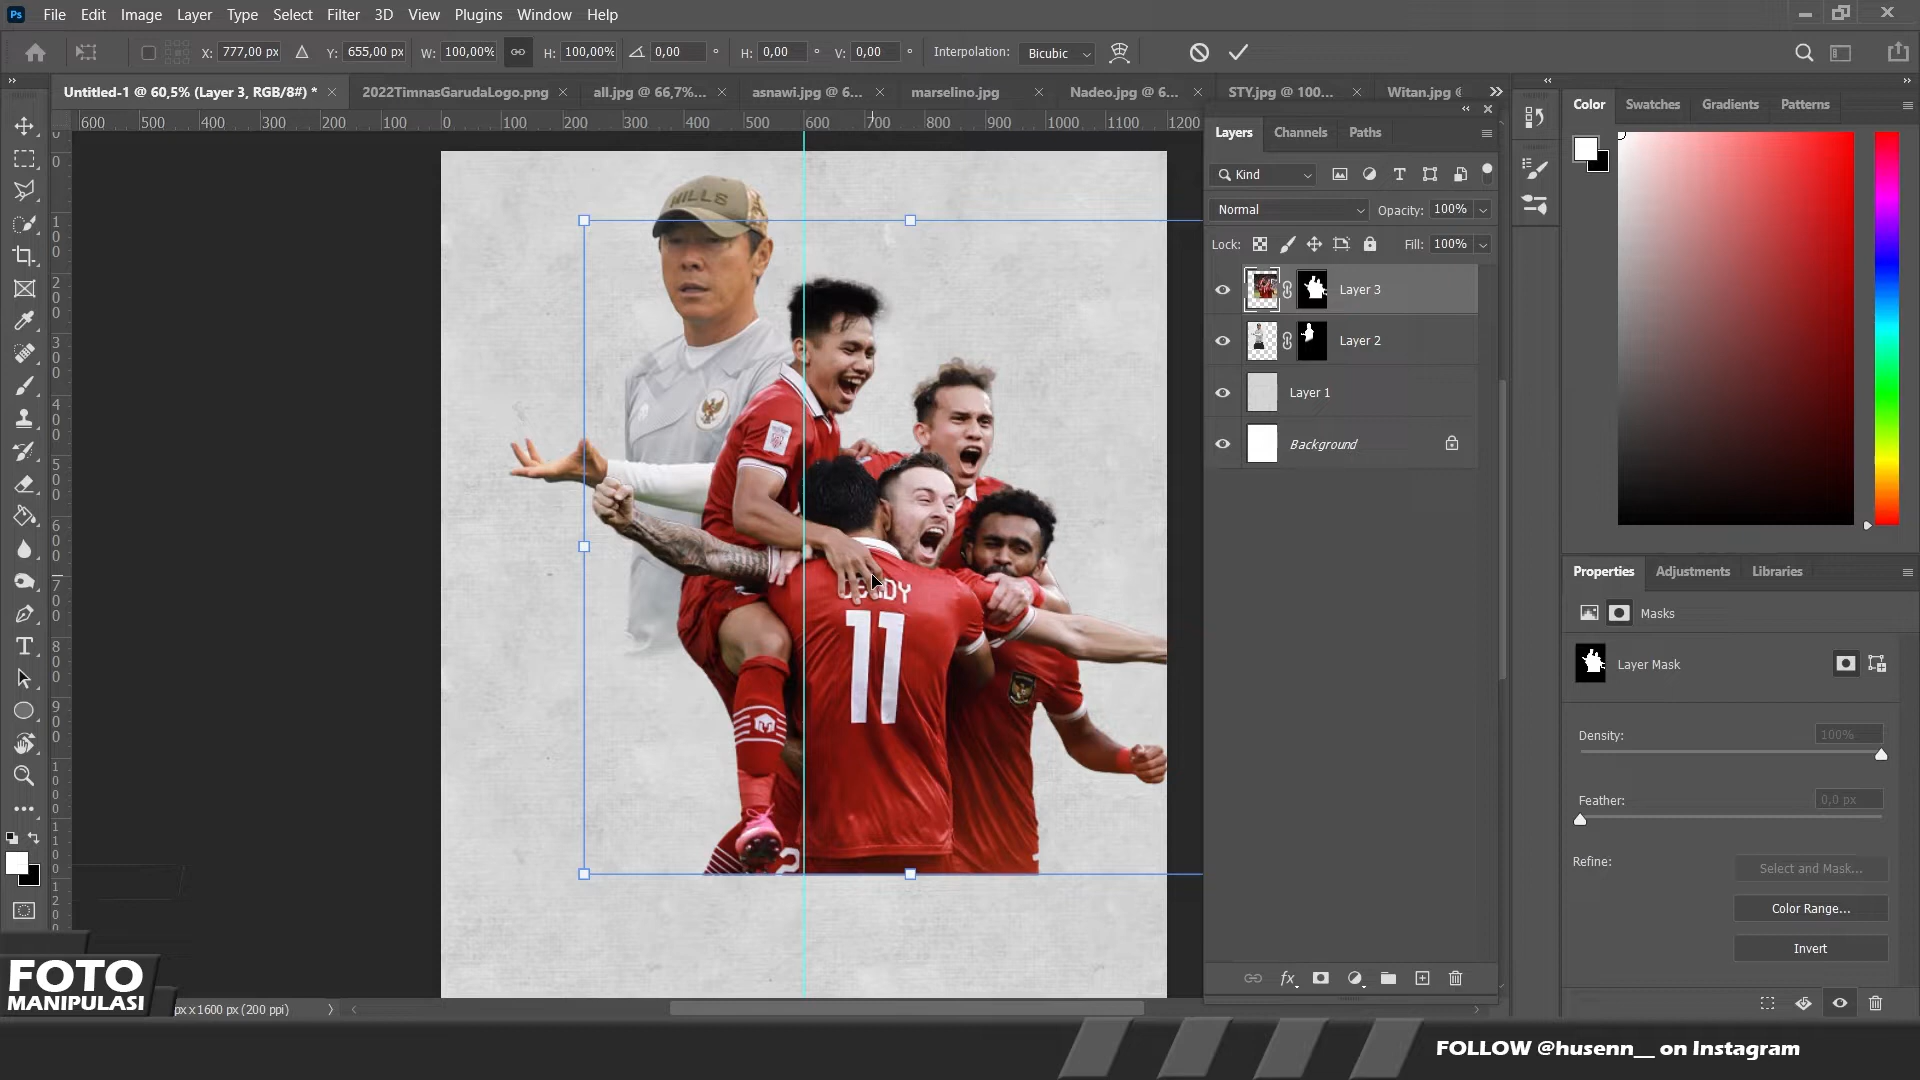 Ps File Edit Image Layer Type Select Filter 3D View Plugins Window Help
X: 777,00 px Y: 655,00 px W: 100,00% H: 100,00% 0,00 ° H: 0,00 ° V: 0,00 ° Interpolation: Bicubic
Untitled-1 @ 60,5% (Layer 3, RGB/8#) * 2022TimnasGarudaLogo.png all.jpg @ 66,7%... asnawi.jpg @ 6... marselino.jpg Nadeo.jpg @ 6... STY.jpg @ 100... Witan.jpg
600 500 400 300 200 100 0 100 200 300 400 500 600 700 800 900 1000 1100 1200
Layers Channels Paths
Kind
Normal Opacity: 100%
Lock: Fill: 100%
Layer 3
Layer 2
Layer 1
Background
Color Swatches Gradients Patterns
Properties Adjustments Libraries
Masks
Layer Mask
Density: 100%
Feather: 0,0 px
Refine: Select and Mask...
Color Range...
Invert
MILLS
11
2
FOTO
MANIPULASI
px x 1600 px (200 ppi)
FOLLOW @husenn__ on Instagram